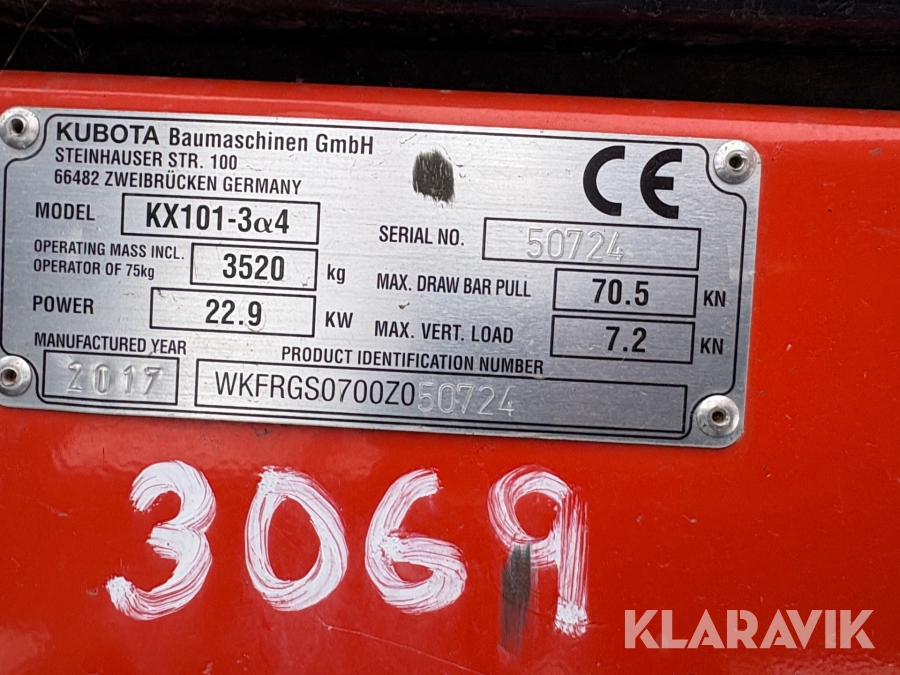 KUBOTA Baumaschinen GmbH
STEINHAUSER STR. 100
66482 ZWEIBRÜCKEN GERMANY
CE
MODEL KX101-3α4
SERIAL NO. 50724
OPERATING MASS INCL. OPERATOR OF 75kg 3520 kg
MAX. DRAW BAR PULL 70.5 KN
POWER 22.9 KW
MAX. VERT. LOAD 7.2 KN
MANUFACTURED YEAR 2017
PRODUCT IDENTIFICATION NUMBER
WKFRGS0700Z050724
3069
KLARAVIK